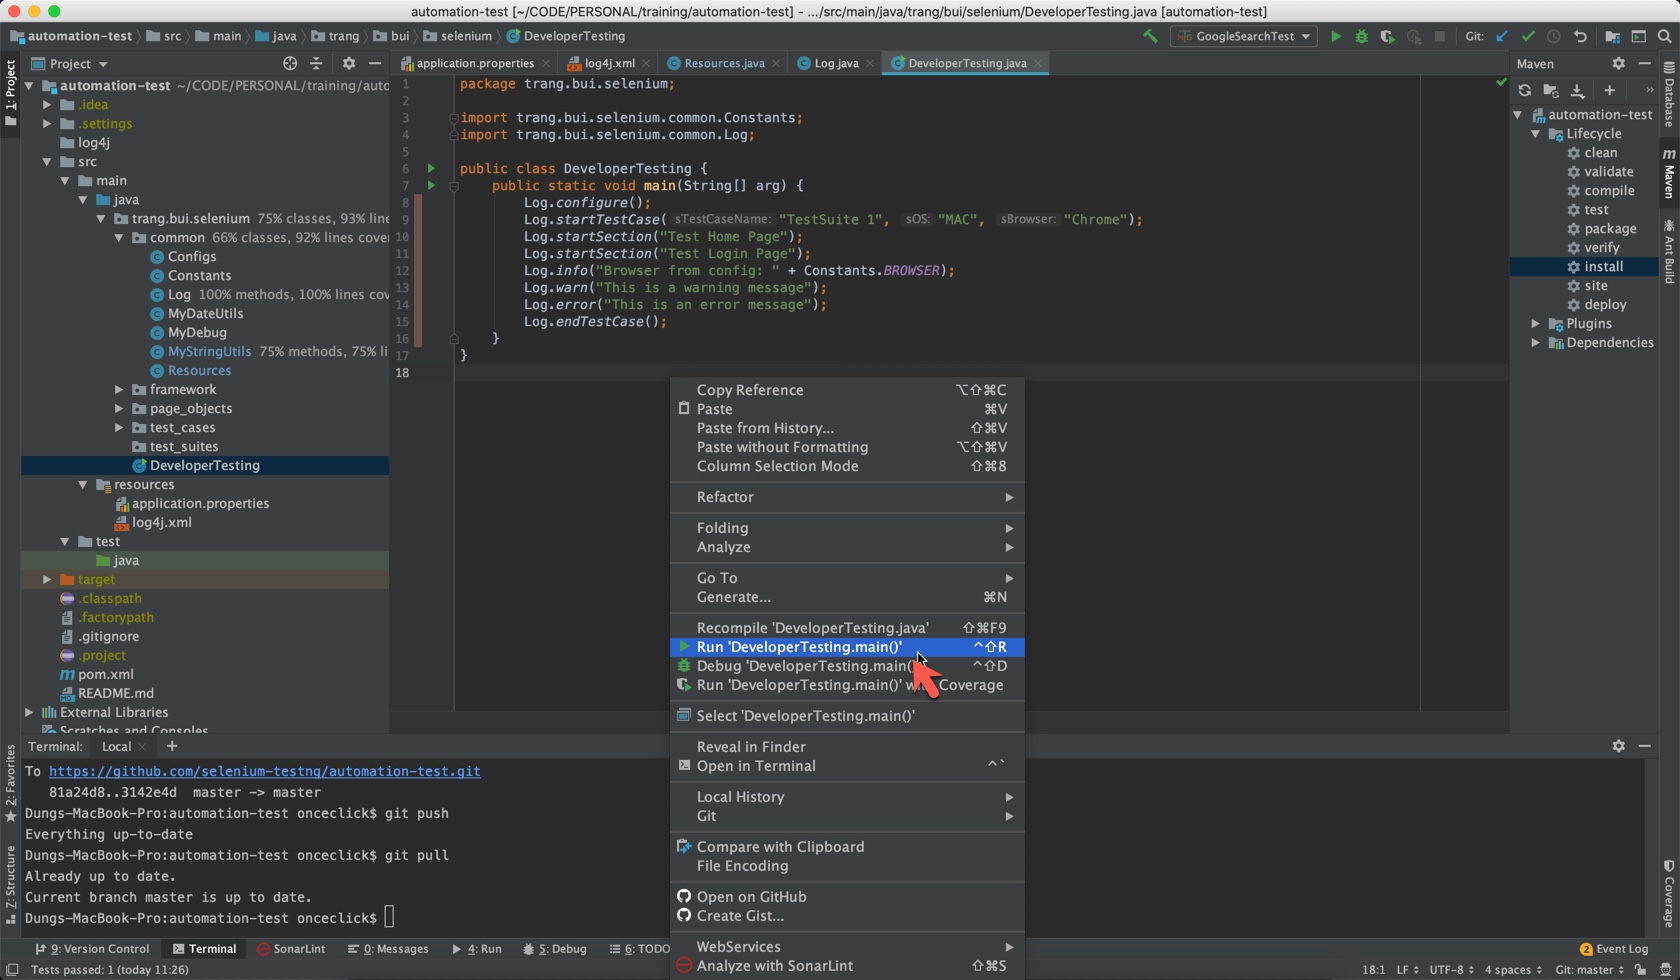 automation-test [~/CODE/PERSONAL/training/automation-test] - .../src/main/java/trang/bui/selenium/DeveloperTesting.java [automation-test]
automation-test src main java trang bui selenium DeveloperTesting
GoogleSearchTest
Git:
1: Project
Project
automation-test ~/CODE/PERSONAL/training/auto
.idea
.settings
log4j
src
main
java
trang.bui.selenium 75% classes, 93% line
common 66% classes, 92% lines cove
Configs
Constants
Log 100% methods, 100% lines cov
MyDateUtils
MyDebug
MyStringUtils 75% methods, 75% li
Resources
framework
page_objects
test_cases
test_suites
DeveloperTesting
resources
application.properties
log4j.xml
test
java
target
.classpath
.factorypath
.gitignore
.project
pom.xml
README.md
External Libraries
Scratches and Consoles
application.properties log4j.xml Resources.java Log.java DeveloperTesting.java
1 package trang.bui.selenium;
2
3 import trang.bui.selenium.common.Constants;
4 import trang.bui.selenium.common.Log;
5
6 public class DeveloperTesting {
7 public static void main(String[] arg) {
8 Log.configure();
9 Log.startTestCase( sTestCaseName: "TestSuite 1", sOS: "MAC", sBrowser: "Chrome");
10 Log.startSection("Test Home Page");
11 Log.startSection("Test Login Page");
12 Log.info("Browser from config: " + Constants.BROWSER);
13 Log.warn("This is a warning message");
14 Log.error("This is an error message");
15 Log.endTestCase();
16 }
17 }
18
Copy Reference ⌥⇧⌘C
Paste ⌘V
Paste from History... ⇧⌘V
Paste without Formatting ⌥⇧⌘V
Column Selection Mode ⇧⌘8
Refactor
Folding
Analyze
Go To
Generate... ⌘N
Recompile 'DeveloperTesting.java' ⇧⌘F9
Run 'DeveloperTesting.main()' ^⇧R
Debug 'DeveloperTesting.main() ^⇧D
Run 'DeveloperTesting.main()' Coverage
Select 'DeveloperTesting.main()'
Reveal in Finder
Open in Terminal ^`
Local History
Git
Compare with Clipboard
File Encoding
Open on GitHub
Create Gist...
WebServices
Analyze with SonarLint ⇧⌘S
Maven
automation-test
Lifecycle
clean
validate
compile
test
package
verify
install
site
deploy
Plugins
Dependencies
Database
m Maven
Ant Build
Coverage
2: Favorites
Z: Structure
Terminal: Local +
To https://github.com/selenium-testng/automation-test.git
81a24d8..3142e4d master -> master
Dungs-MacBook-Pro:automation-test onceclick$ git push
Everything up-to-date
Dungs-MacBook-Pro:automation-test onceclick$ git pull
Already up to date.
Current branch master is up to date.
Dungs-MacBook-Pro:automation-test onceclick$
9: Version Control Terminal SonarLint 0: Messages 4: Run 5: Debug 6: TODO
2 Event Log
Tests passed: 1 (today 11:26)
18:1 LF UTF-8 4 spaces Git: master